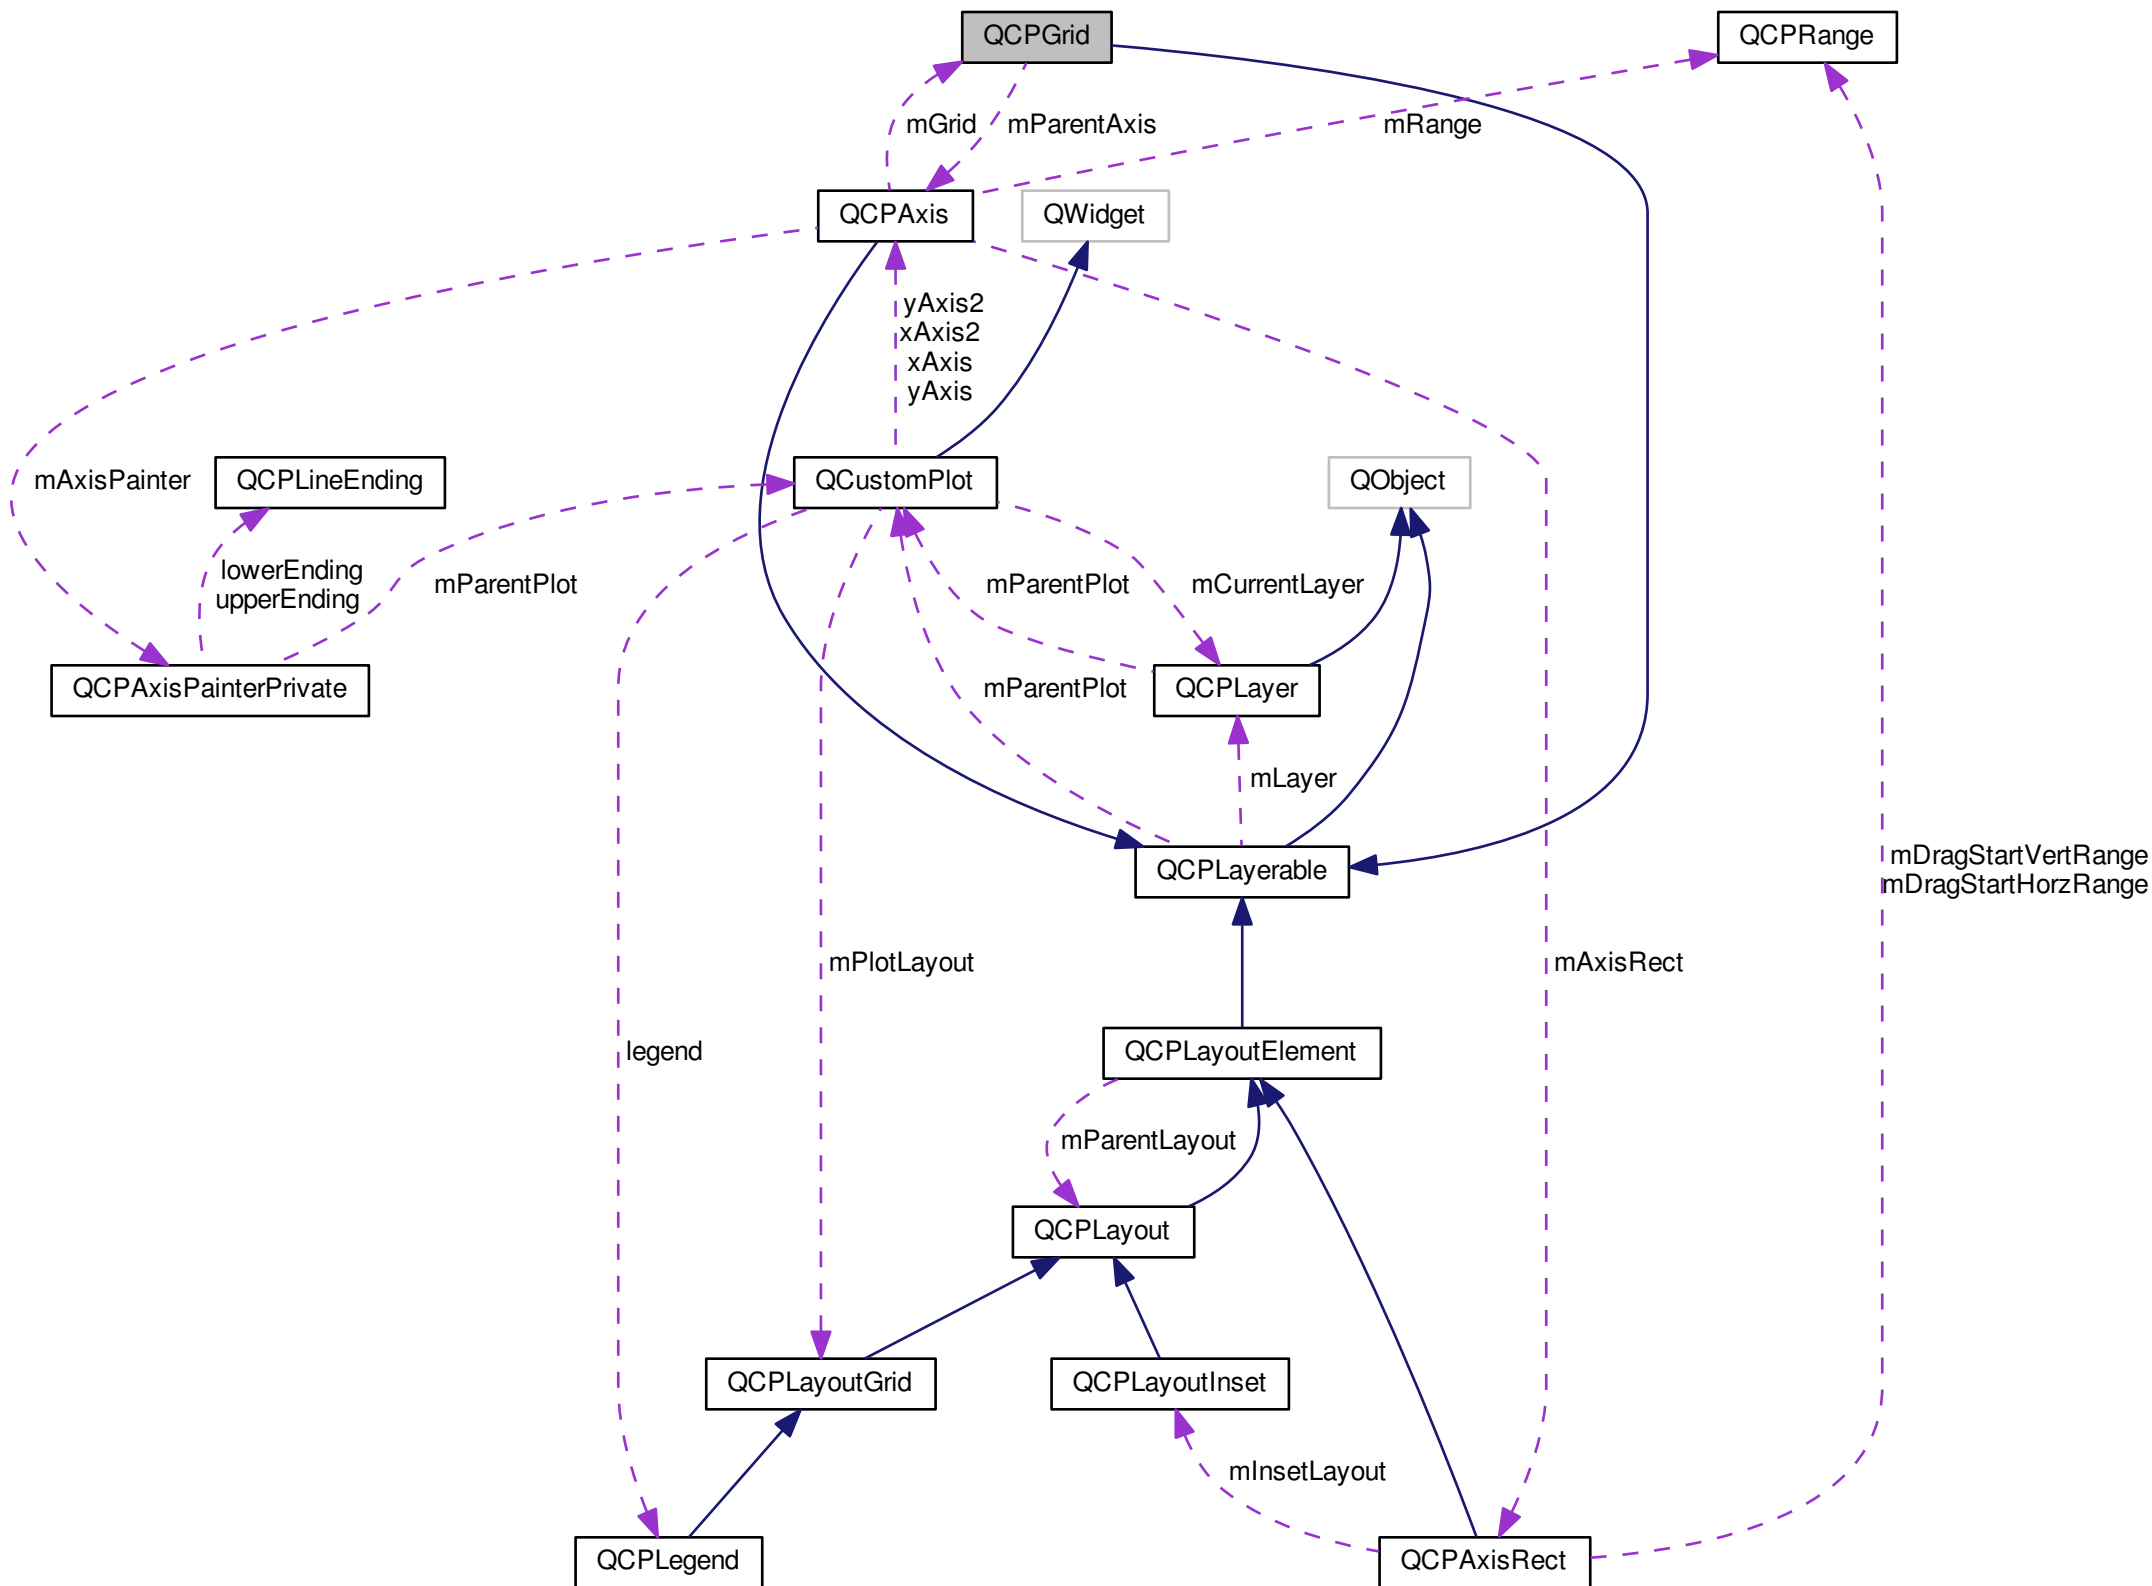 QCPGrid
QCPRange
mGrid
mParentAxis
mRange
QCPAxis
QWidget
yAxis2
xAxis2
xAxis
yAxis
mAxisPainter
QCPLineEnding
QCustomPlot
QObject
lowerEnding
upperEnding
mParentPlot
mParentPlot
mCurrentLayer
QCPAxisPainterPrivate
mParentPlot
QCPLayer
mLayer
mDragStartVertRange
mDragStartHorzRange
QCPLayerable
mPlotLayout
mAxisRect
legend
QCPLayoutElement
mParentLayout
QCPLayout
QCPLayoutGrid
QCPLayoutInset
mInsetLayout
QCPLegend
QCPAxisRect